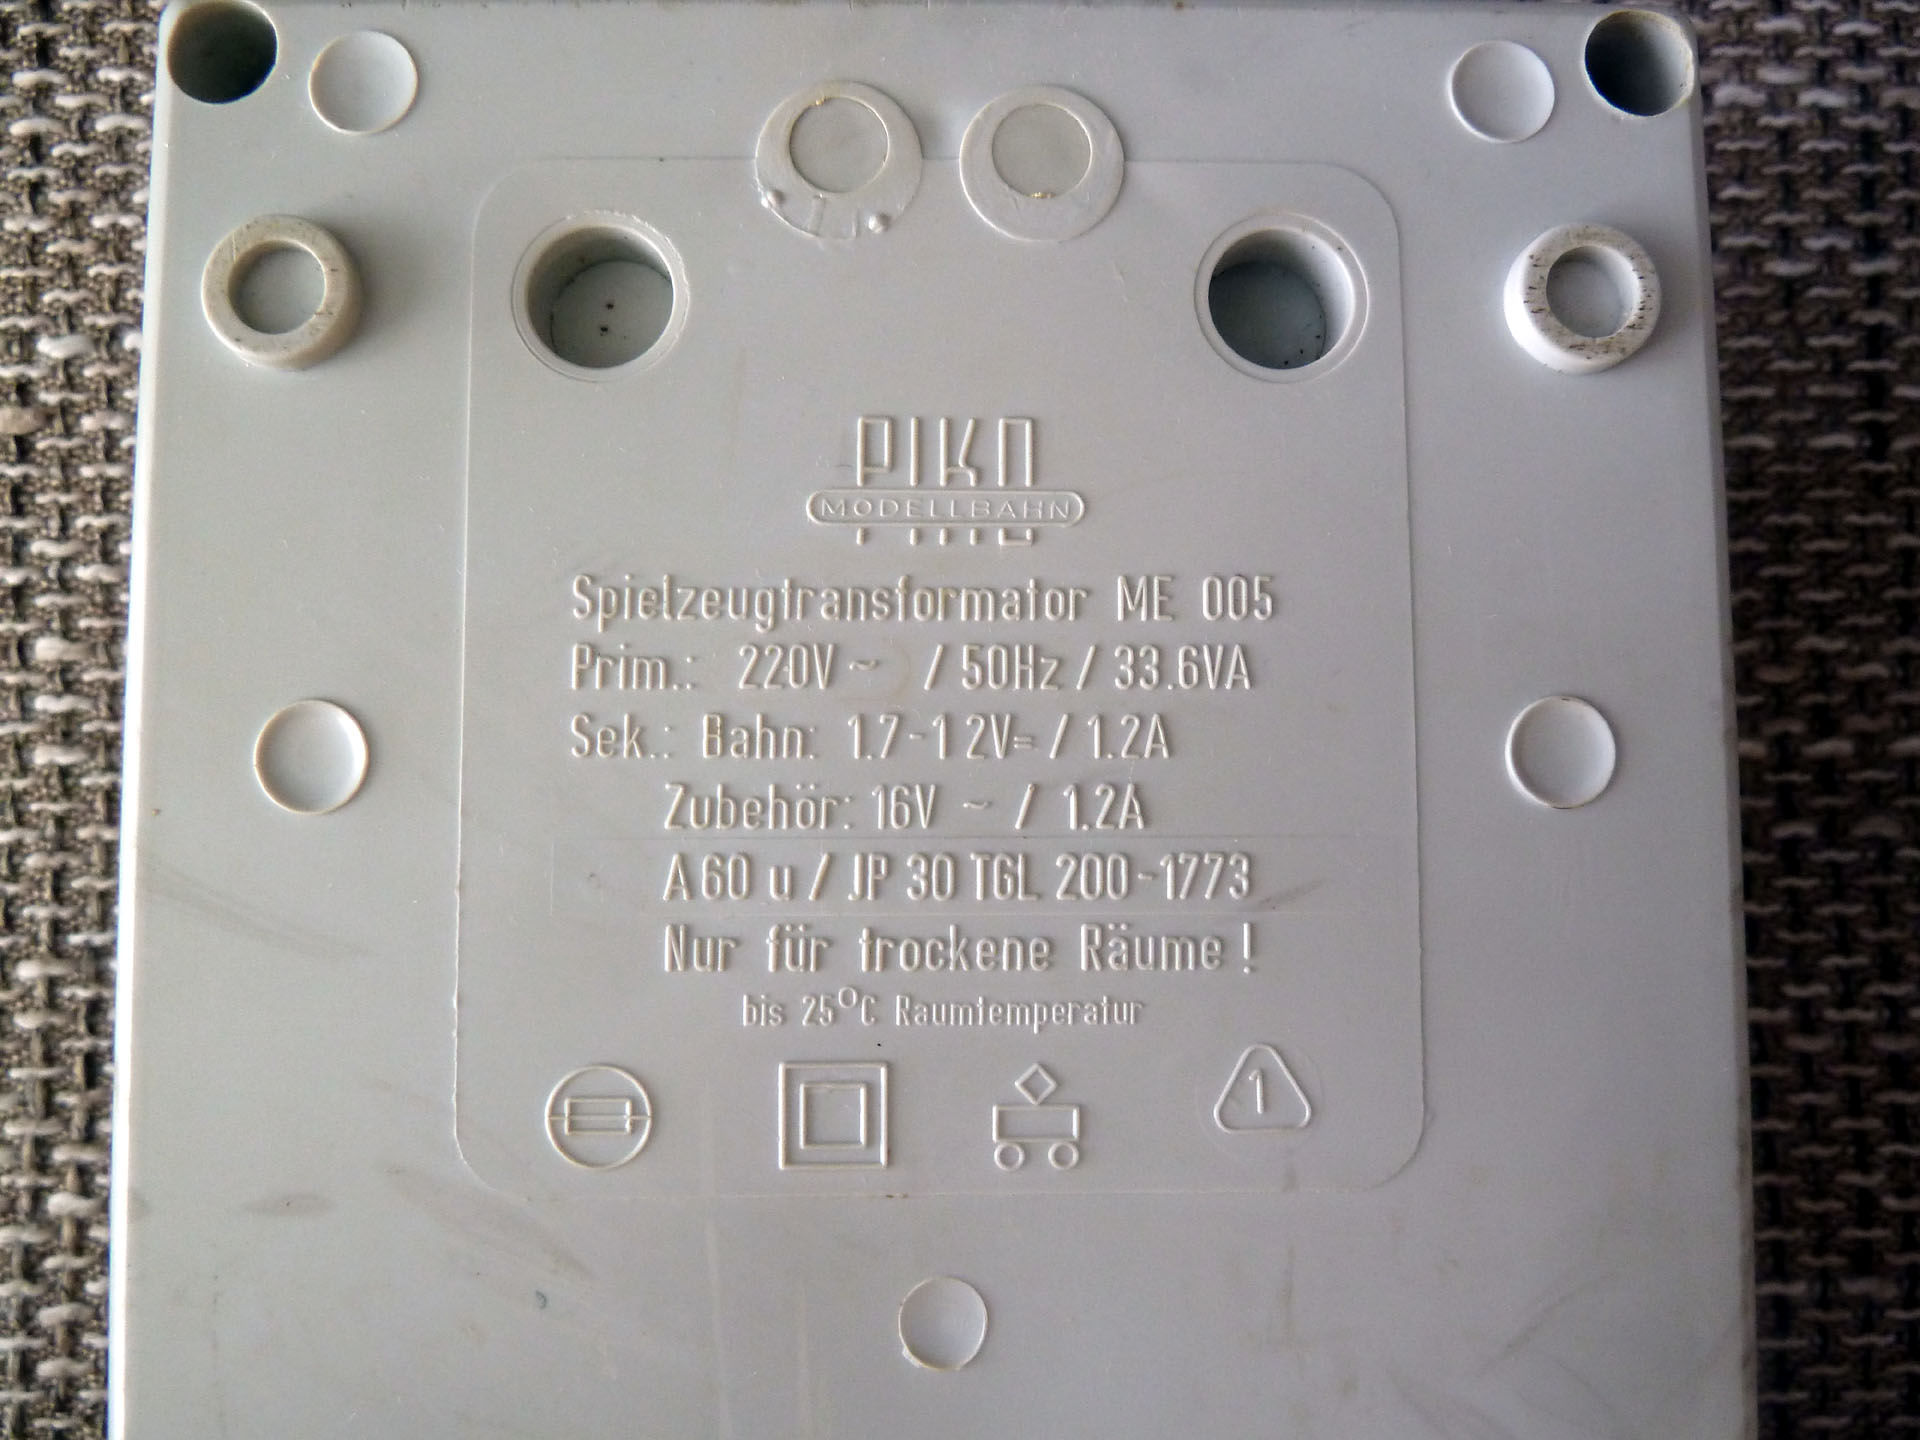 PIKO
MODELLBAHN
Spielzeugtransformator ME 005
Prim.: 220V ~ / 50Hz / 33.6VA
Sek.: Bahn: 1.7-12V= / 1.2A
Zubehör: 16V ~ / 1.2A
A60 u / JP 30 TGL 200-1773
Nur für trockene Räume!
bis 25°C Raumtemperatur
1